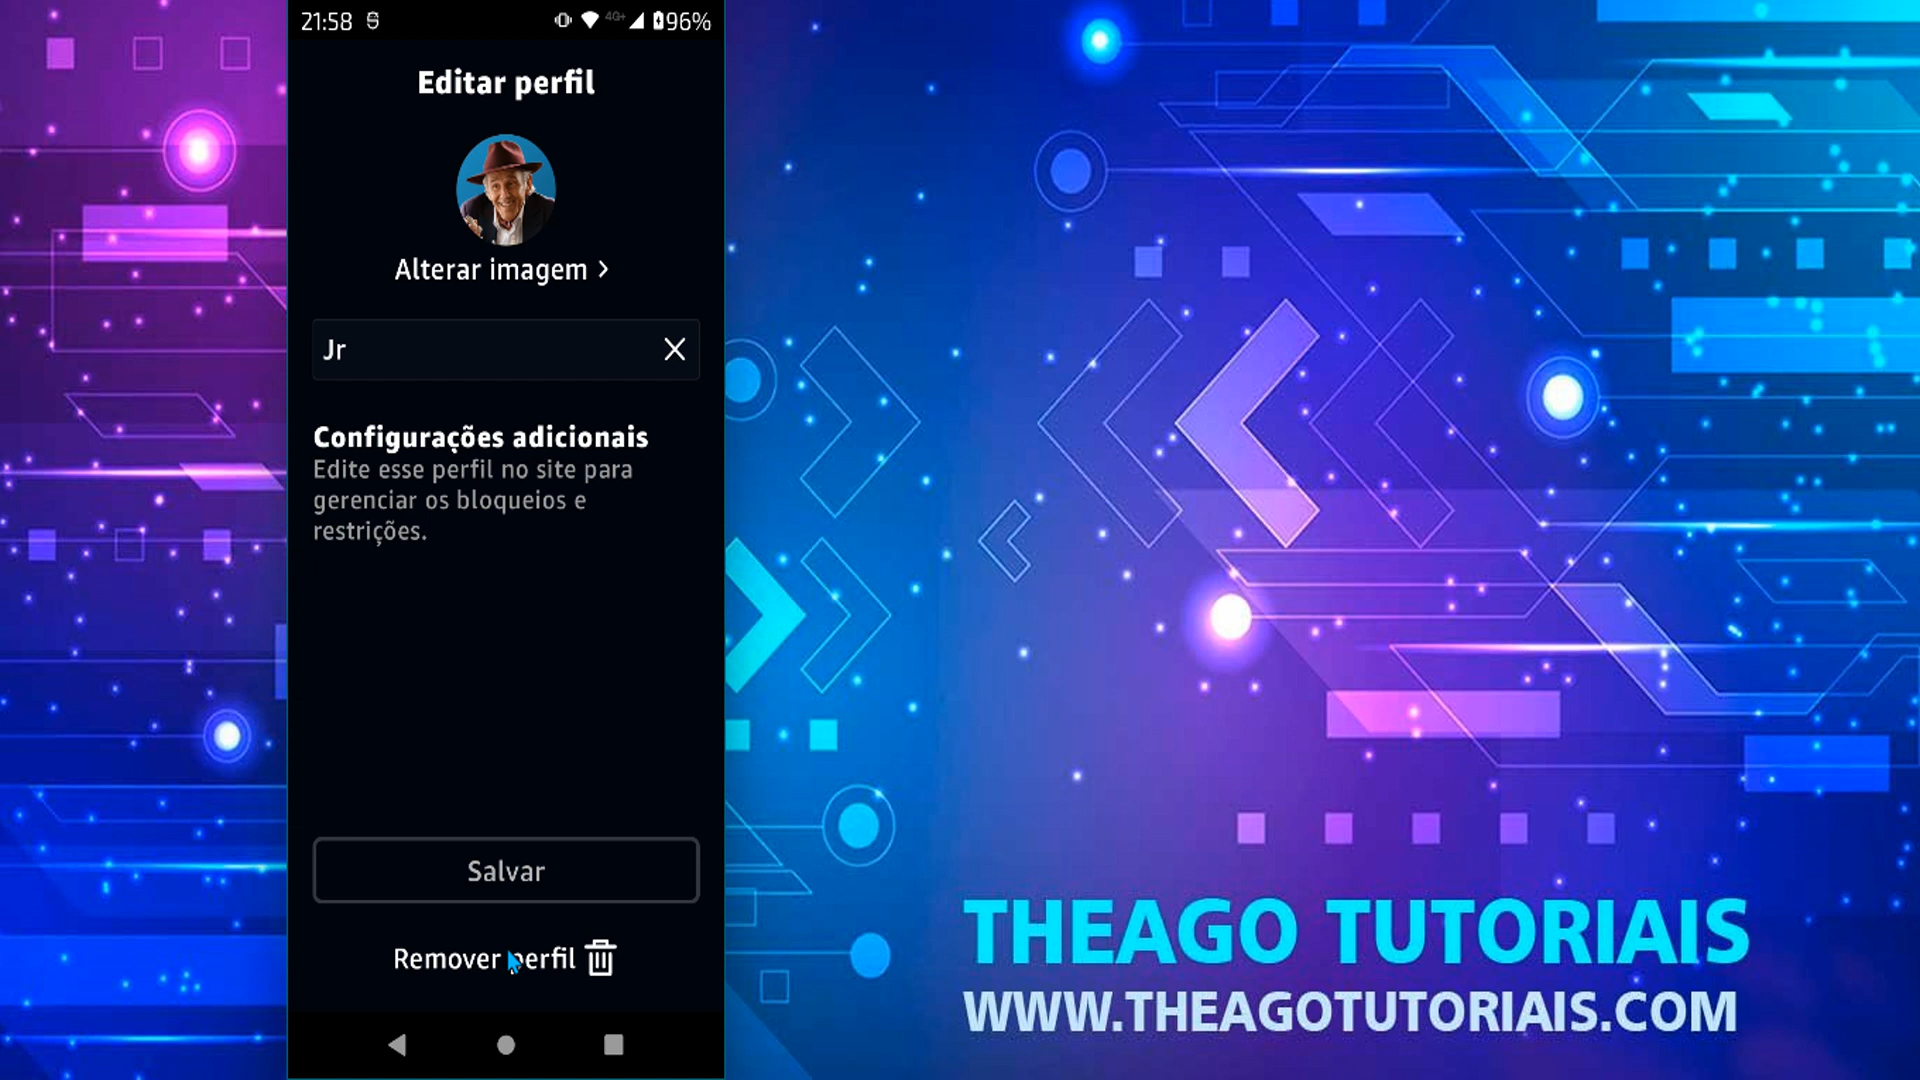 21:58
4G+
96%
Editar perfil
Alterar imagem >
Jr
Configurações adicionais
Edite esse perfil no site para
gerenciar os bloqueios e
restrições.
Salvar
Remover perfil
THEAGO TUTORIAIS
WWW.THEAGOTUTORIAIS.COM